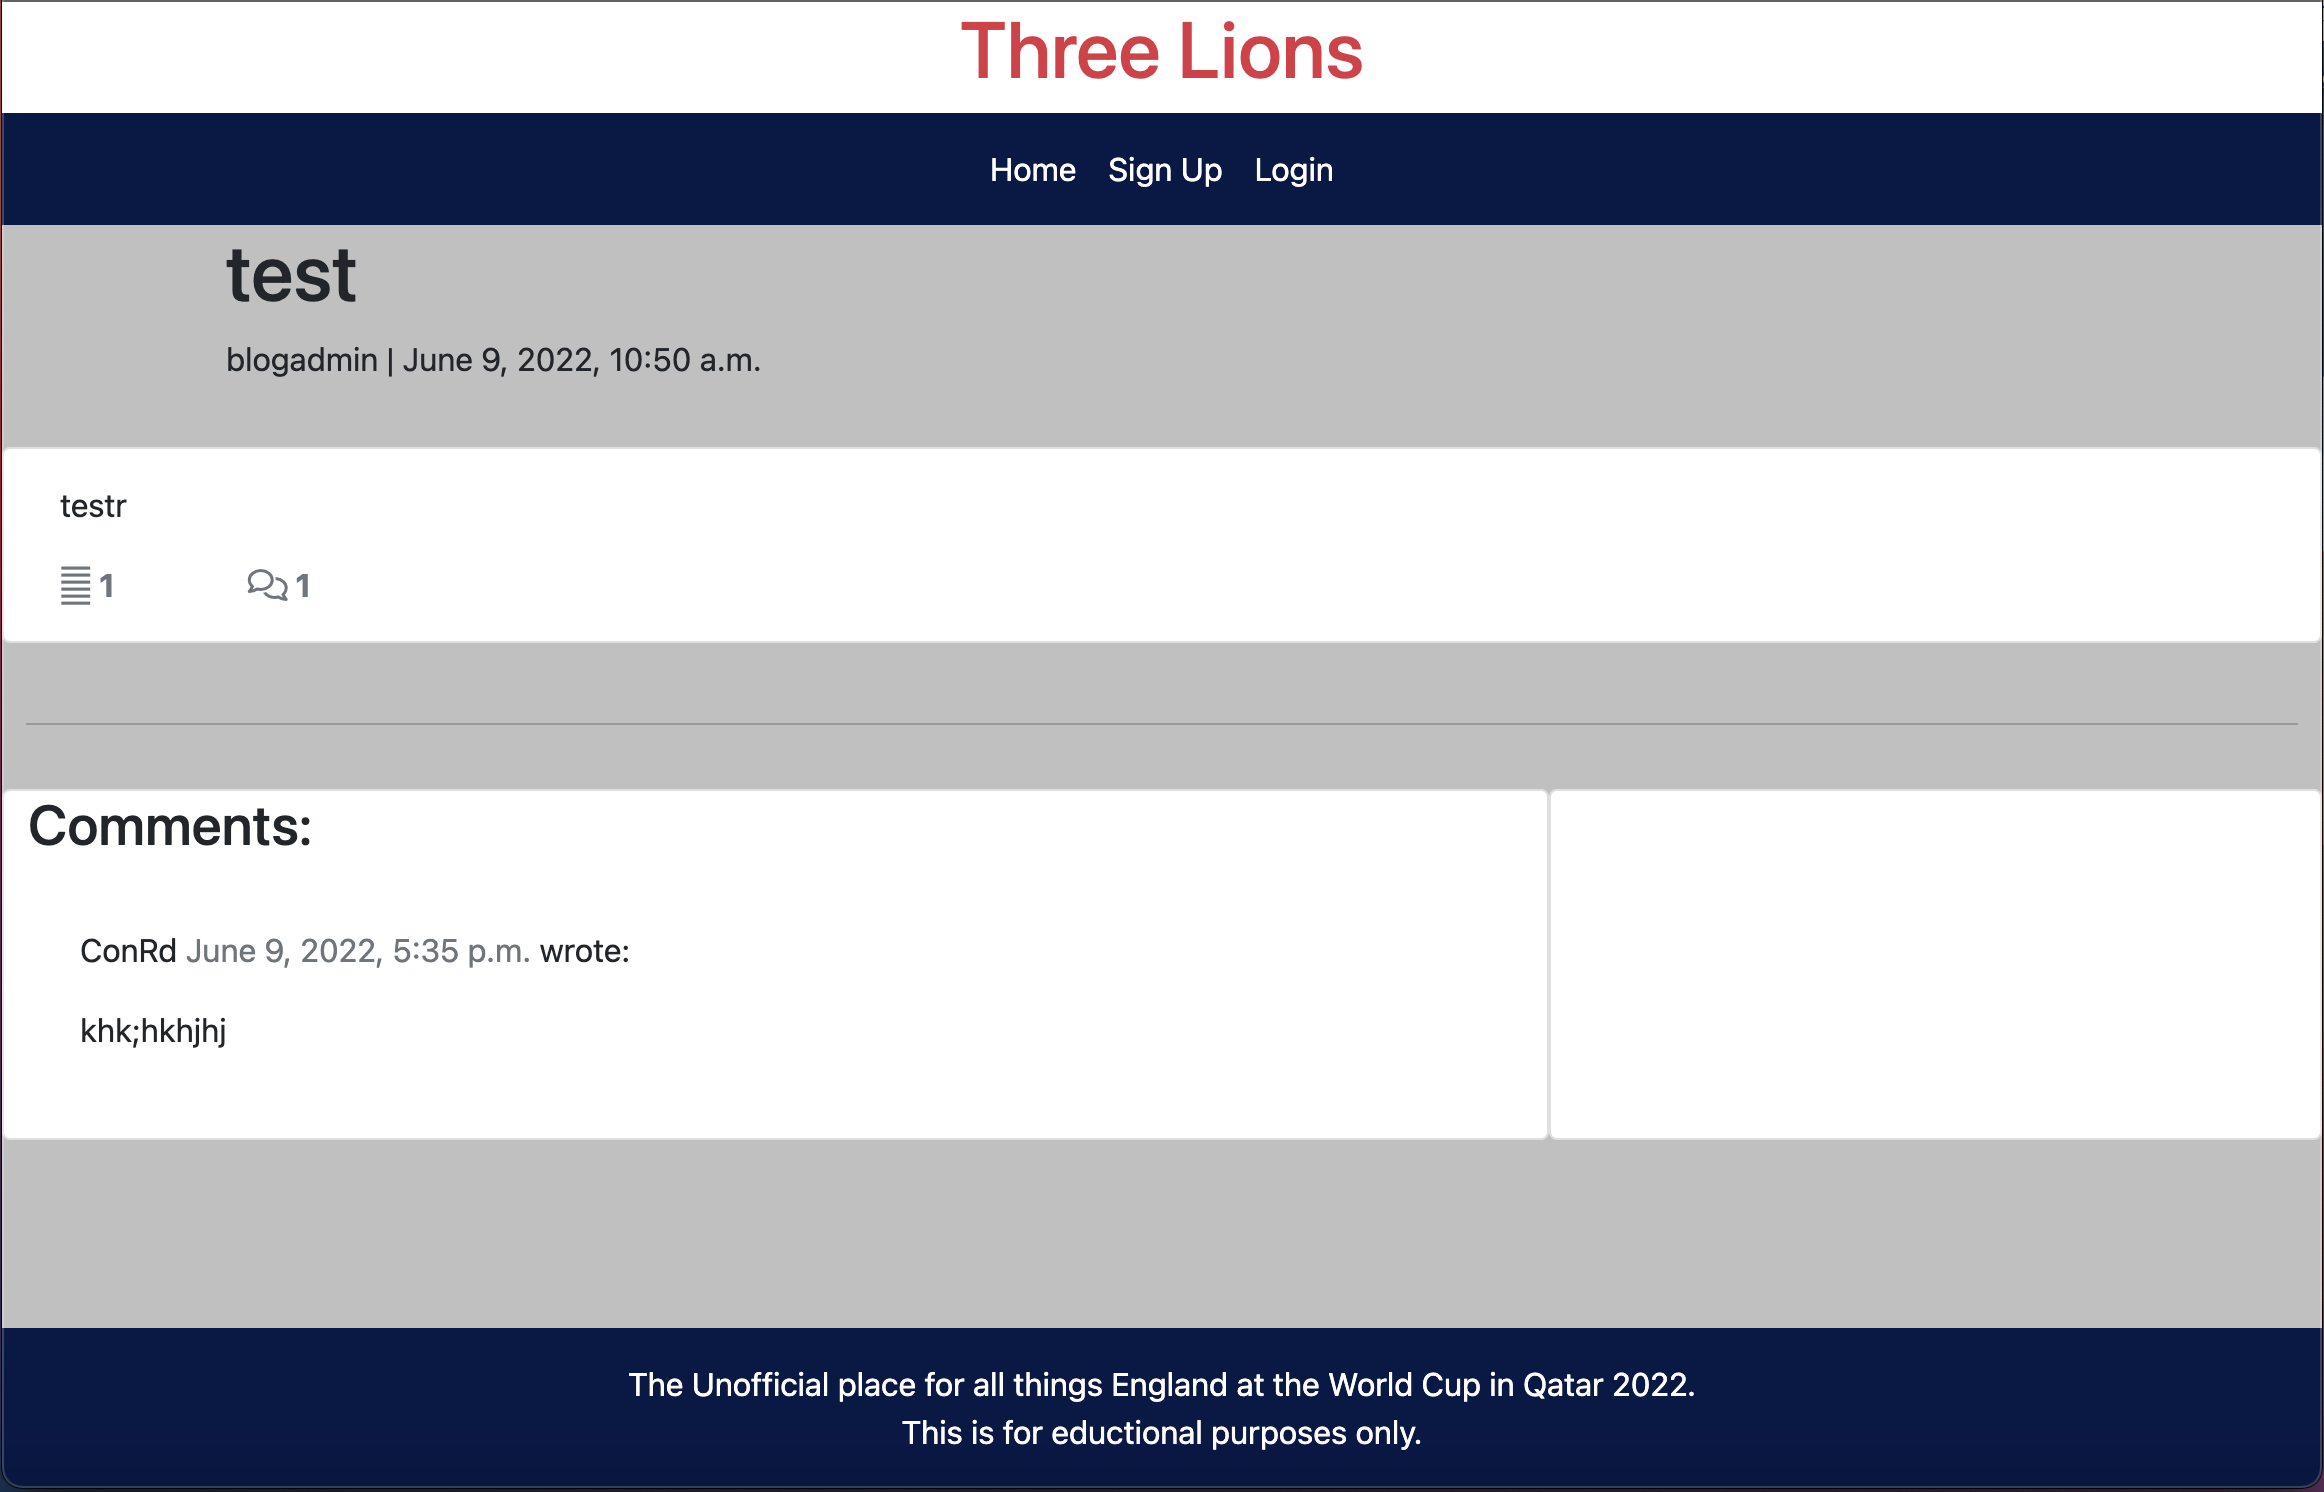 Three Lions
Home Sign Up Login
test
blogadmin | June 9, 2022, 10:50 a.m.
testr
1 1
Comments:
ConRd June 9, 2022, 5:35 p.m. wrote:
khk;hkhjhj
The Unofficial place for all things England at the World Cup in Qatar 2022.
This is for eductional purposes only.